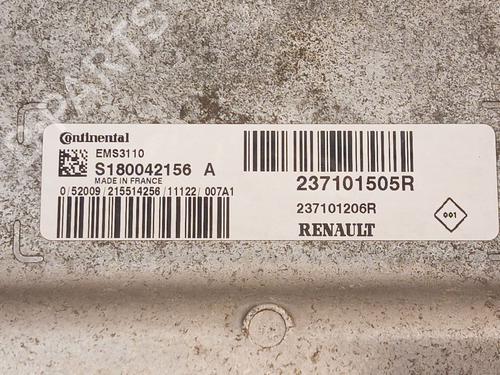 Continental
EMS3110
S180042156 A
MADE IN FRANCE
0/52009/215514256/11122/007A1
237101505R
237101206R
RENAULT
001